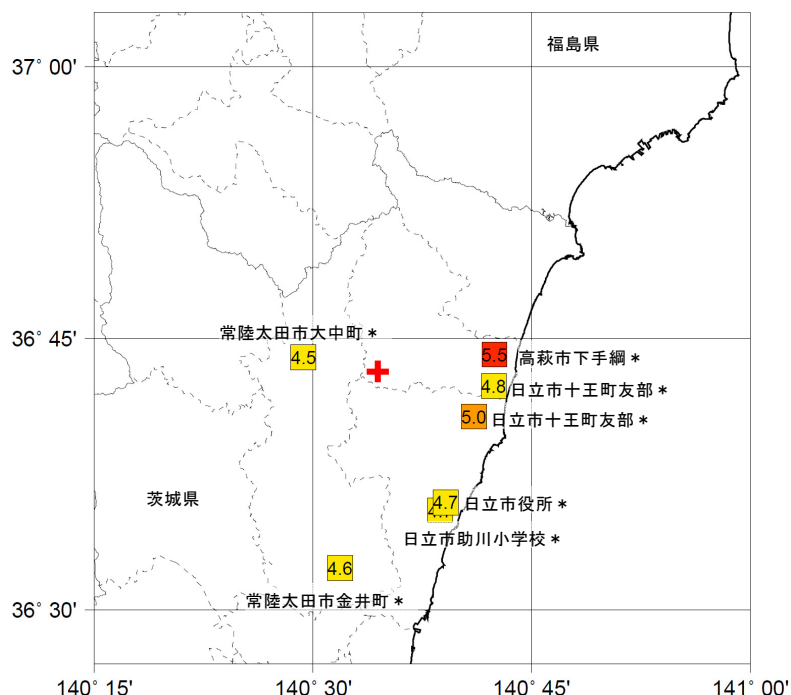 福島県
37° 00'
36° 45'
常陸太田市大中町＊
4.5
5.5 高萩市下手綱＊
4.8 日立市十王町友部＊
5.0 日立市十王町友部＊
茨城県
4.7 日立市役所＊
日立市助川小学校＊
4.6
常陸太田市金井町＊
36° 30'
140° 15' 140° 30' 140° 45' 141° 00'